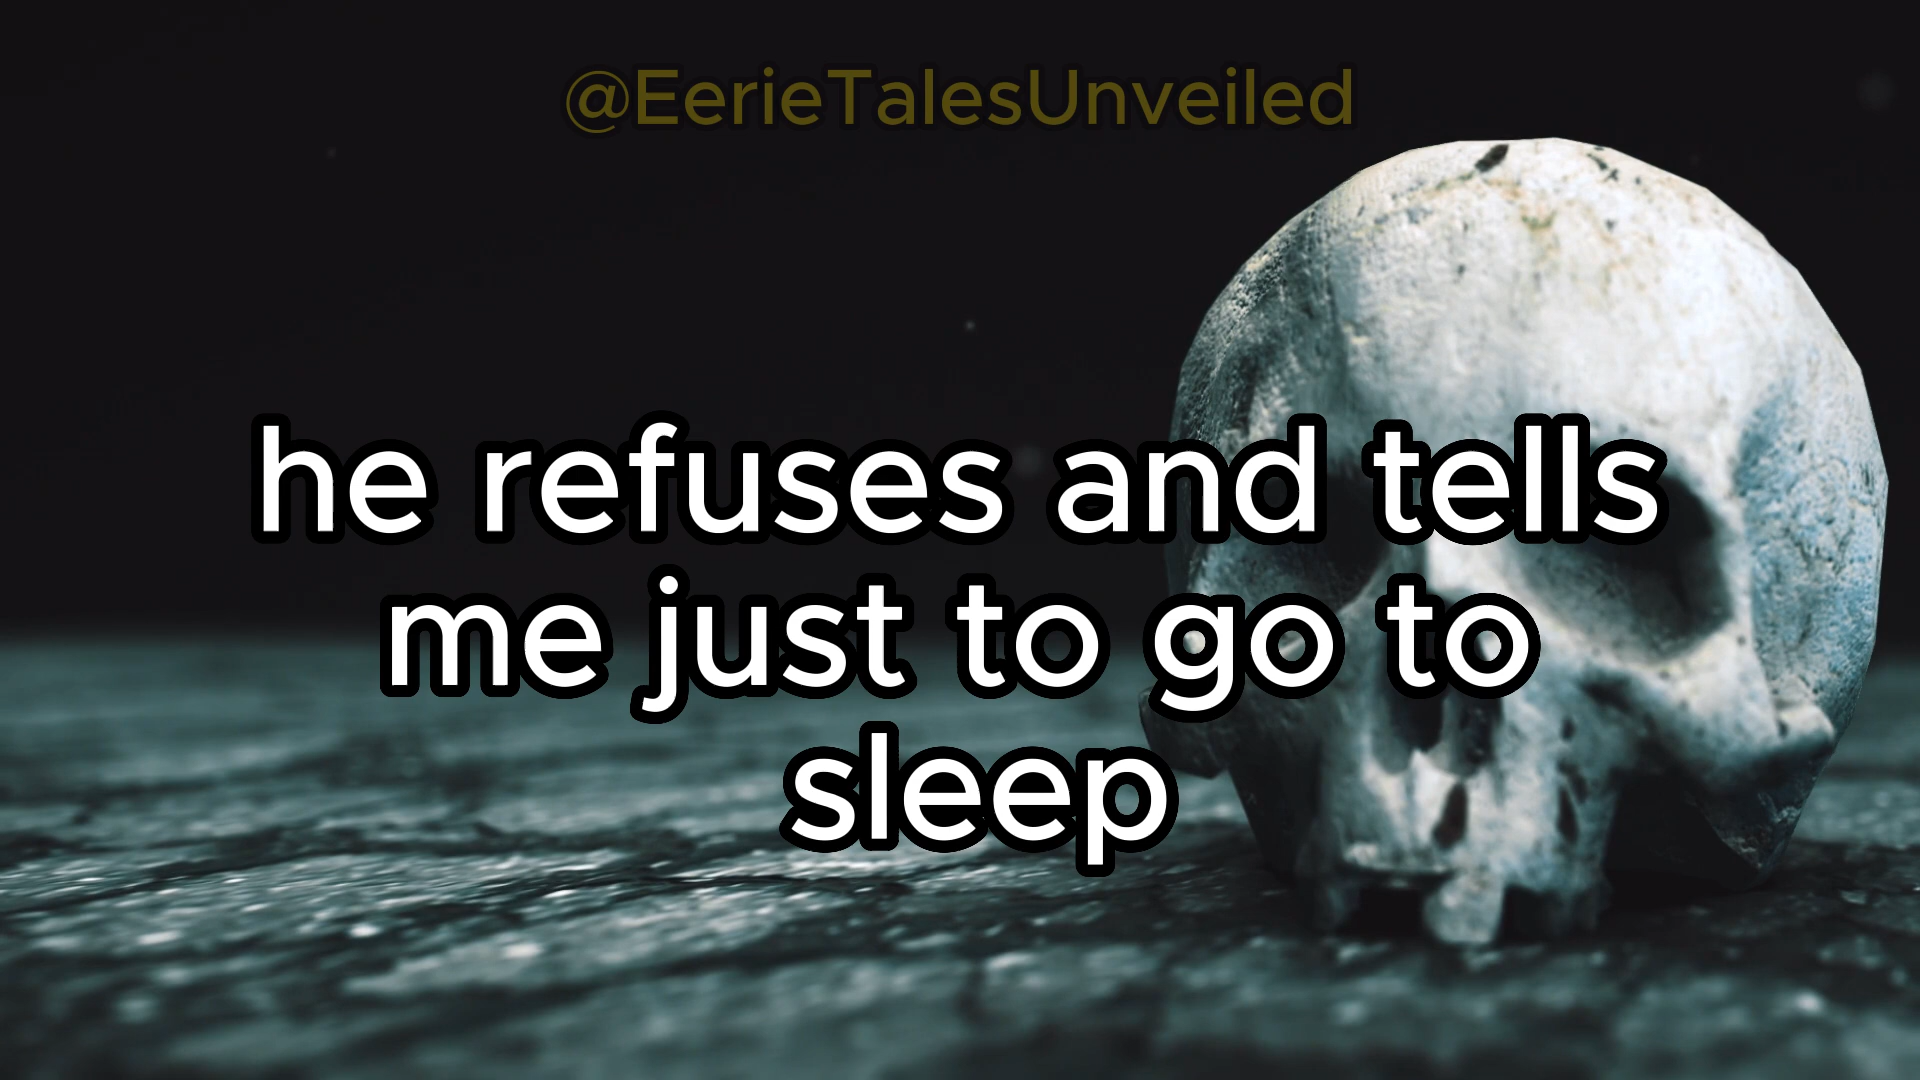 @EerieTalesUnveiled
he refuses and tells
me just to go to
sleep